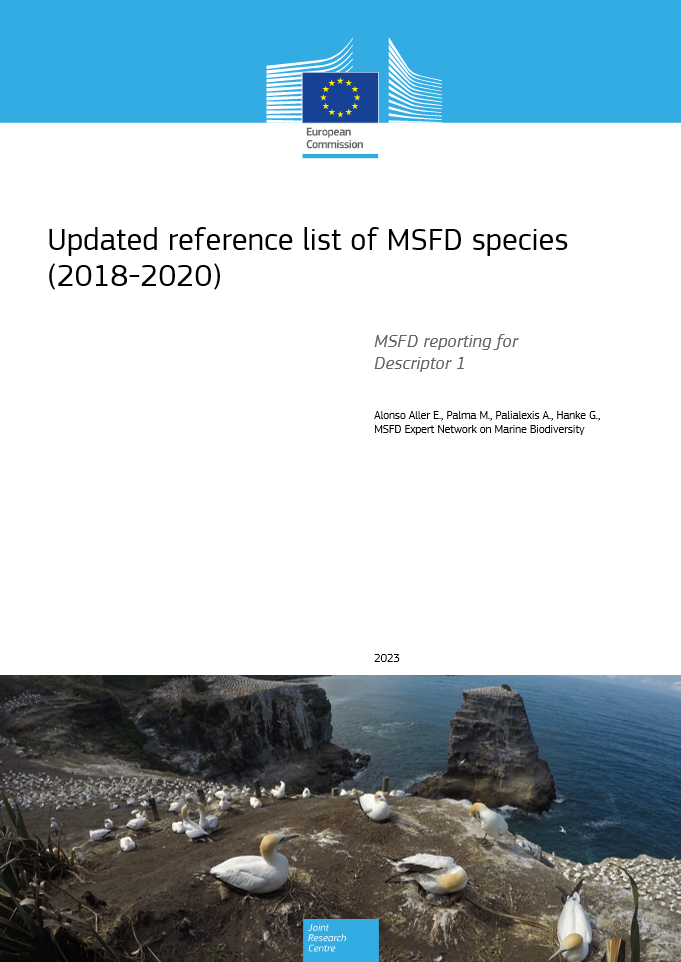 European
Commission
Updated reference list of MSFD species
(2018-2020)
MSFD reporting for
Descriptor 1
Alonso Aller E., Palma M., Palialexis A., Hanke G.,
MSFD Expert Network on Marine Biodiversity
2023
Joint
Research
Centre